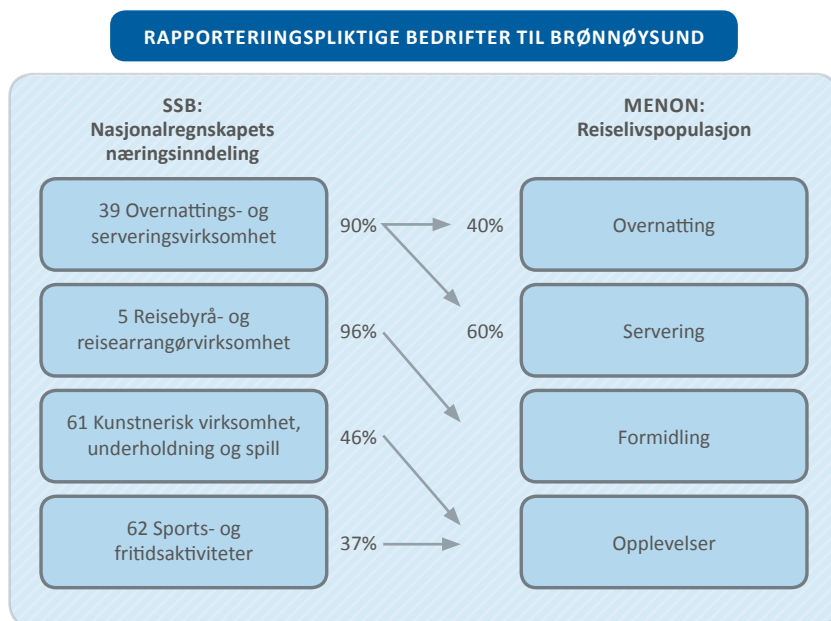 RAPPORTERIINGSPLIKTIGE BEDRIFTER TIL BRØNNØYSUND
SSB:
Nasjonalregnskapets
næringsinndeling
MENON:
Reiselivspopulasjon
39 Overnattings- og
serveringsvirksomhet
90%
40%
Overnatting
5 Reisebyrå- og
reisearrangørvirksomhet
96%
60%
Servering
61 Kunstnerisk virksomhet,
underholdning og spill
46%
Formidling
62 Sports- og
fritidsaktiviteter
37%
Opplevelser